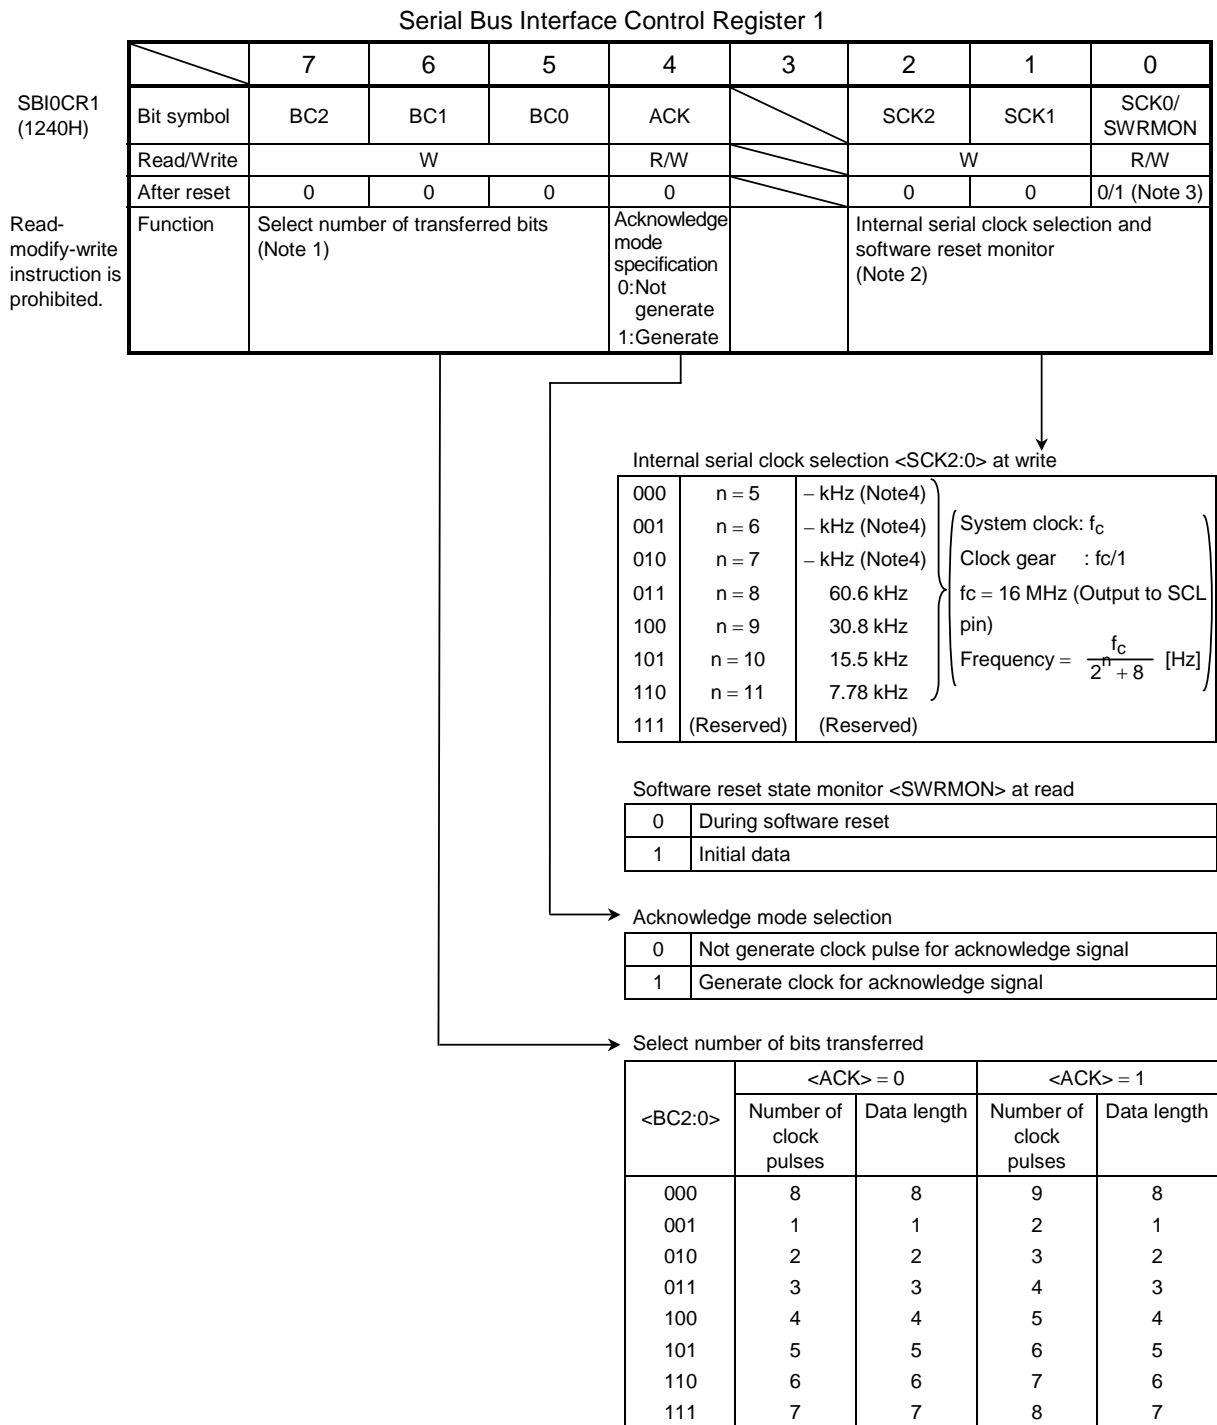 Serial Bus Interface Control Register 1
7 6 5 4 3 2 1 0
SBI0CR1
(1240H)
Bit symbol BC2 BC1 BC0 ACK SCK2 SCK1 SCK0/
SWRMON
Read/Write W R/W W R/W
After reset 0 0 0 0 0 0 0/1 (Note 3)
Read-
modify-write
instruction is
prohibited.
Function
Select number of transferred bits
(Note 1)
Acknowledge
mode
specification
0:Not
generate
1:Generate
Internal serial clock selection and
software reset monitor
(Note 2)
Internal serial clock selection <SCK2:0> at write
000 n = 5 − kHz (Note4)
001 n = 6 − kHz (Note4)
010 n = 7 − kHz (Note4)
011 n = 8 60.6 kHz
100 n = 9 30.8 kHz
101 n = 10 15.5 kHz
110 n = 11 7.78 kHz
111 (Reserved) (Reserved)
System clock: fC
Clock gear : fc/1
fc = 16 MHz (Output to SCL
pin)
Frequency = fC / 2n + 8 [Hz]
Software reset state monitor <SWRMON> at read
0 During software reset
1 Initial data
Acknowledge mode selection
0 Not generate clock pulse for acknowledge signal
1 Generate clock for acknowledge signal
Select number of bits transferred
<BC2:0>
<ACK> = 0 <ACK> = 1
Number of
clock
pulses
Data length
Number of
clock
pulses
Data length
000 8 8 9 8
001 1 1 2 1
010 2 2 3 2
011 3 3 4 3
100 4 4 5 4
101 5 5 6 5
110 6 6 7 6
111 7 7 8 7